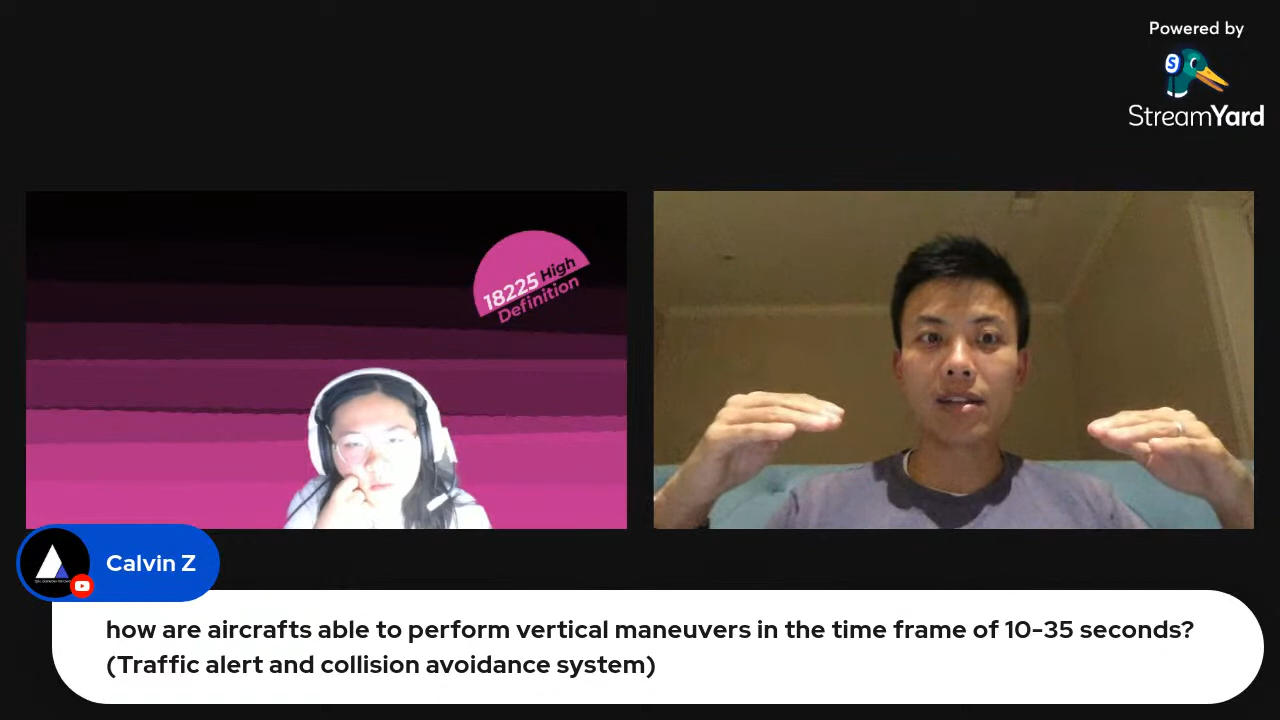 Powered by
StreamYard
18225 High
Definition
Calvin Z
how are aircrafts able to perform vertical maneuvers in the time frame of 10-35 seconds?
(Traffic alert and collision avoidance system)